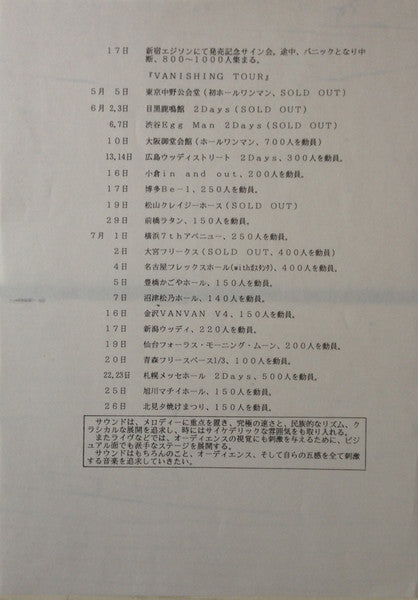 17日 新宿エジソンにて発売記念サイン会。途中、パニックとなり中
断、800～1000人集まる。
『VANISHING TOUR』
5月 5日 東京中野公会堂(初ホールワンマン、SOLD OUT)
6月 2,3日 目黒鹿鳴館 2Days(SOLD OUT)
6,7日 渋谷Egg Man 2Days(SOLD OUT)
10日 大阪御堂会館(ホールワンマン、700人を動員)
13,14日 広島ウッディストリート 2Days、300人を動員。
16日 小倉in and out、200人を動員。
17日 博多Be-1、250人を動員。
19日 松山クレイジーホース(SOLD OUT)
29日 前橋ラタン、150人を動員。
7月 1日 横浜7thアベニュー、250人を動員。
2日 大宮フリークス(SOLD OUT、400人を動員)
4日 名古屋フレックスホール、400人を動員。
5日 豊橋かごやホール、150人を動員。
7日 沼津松乃ホール、140人を動員。
16日 金沢VANVAN V4、150人を動員。
17日 新潟ウッディ、220人を動員。
19日 仙台フォーラス・モーニング・ムーン、200人を動員。
20日 青森フリースペース1/3、100人を動員。
22,23日 札幌メッセホール 2Days、500人を動員。
25日 旭川マチイホール、150人を動員。
26日 北見夕焼けまつり、150人を動員。
サウンドは、メロディーに重点を置き、究極の速さと、民族的なリズム、ク
ラシカルな展開を追求し、時にはサイケデリックな雰囲気をも取り入れる。
またライヴなどでは、オーディエンスの視覚にも刺激を与えるために、ビジ
ュアル面でも派手なステージを展開する。
サウンドはもちろんのこと、オーディエンス、そして自らの五感を全て刺激
する音楽を追求していきたい。